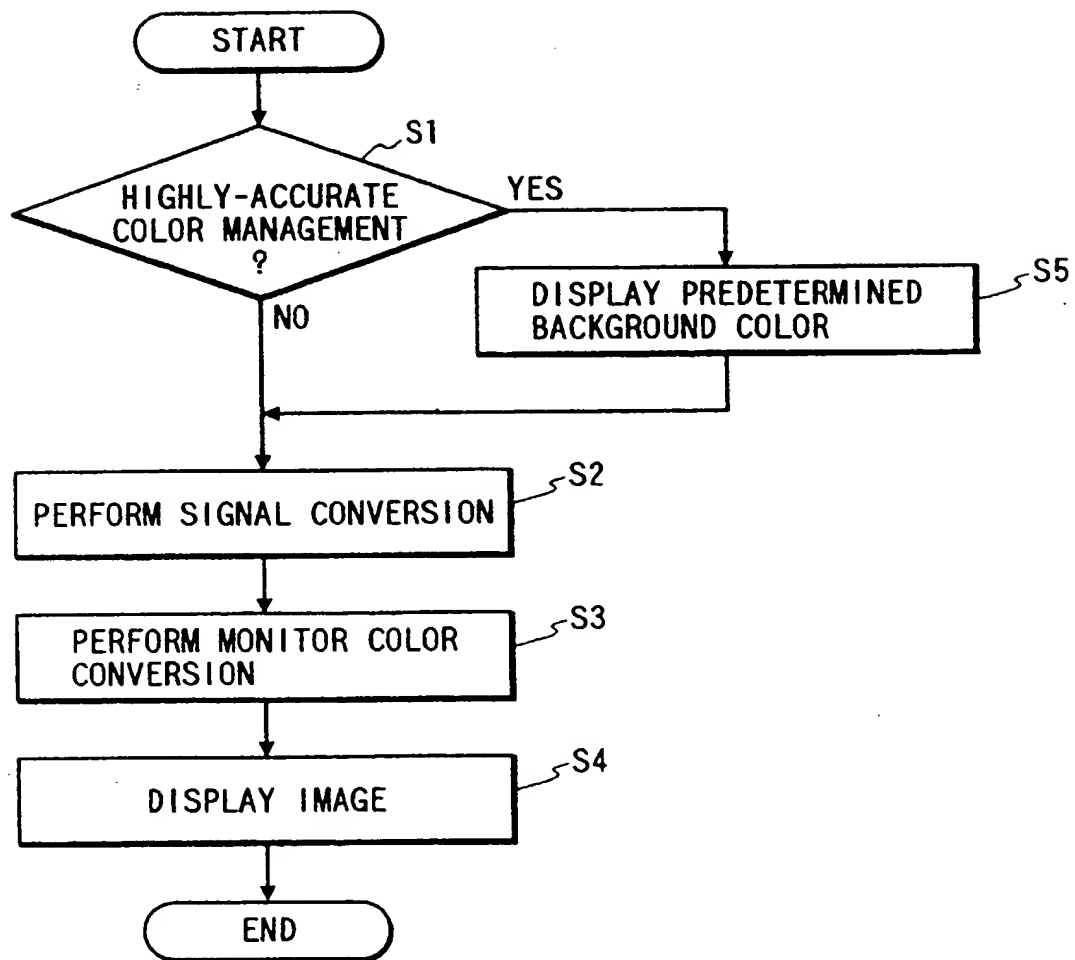 START
S1
HIGHLY-ACCURATE
COLOR MANAGEMENT
?
YES
NO
S5
DISPLAY PREDETERMINED
BACKGROUND COLOR
S2
PERFORM SIGNAL CONVERSION
S3
PERFORM MONITOR COLOR
CONVERSION
S4
DISPLAY IMAGE
END